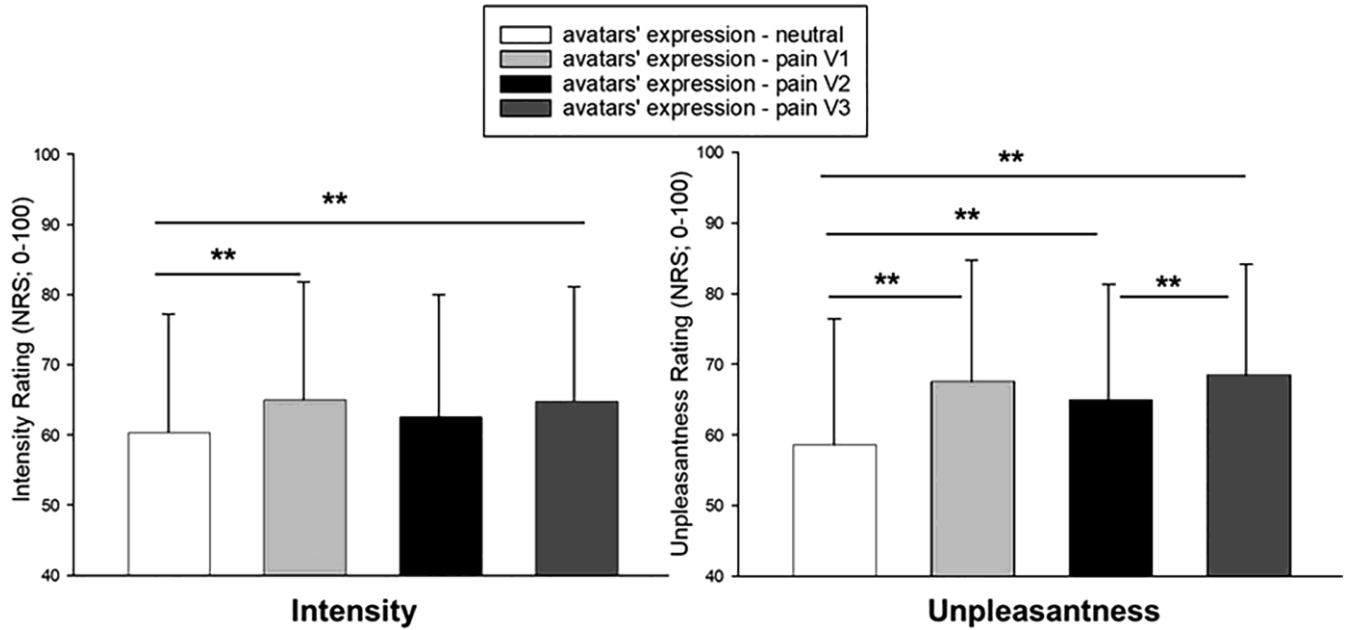 avatars' expression - neutral
avatars' expression - pain V1
avatars' expression - pain V2
avatars' expression - pain V3
Intensity Rating (NRS; 0-100)
100
90
80
70
60
50
40
**
**
Intensity
Unpleasantness Rating (NRS; 0-100)
100
90
80
70
60
50
40
**
**
**
**
Unpleasantness